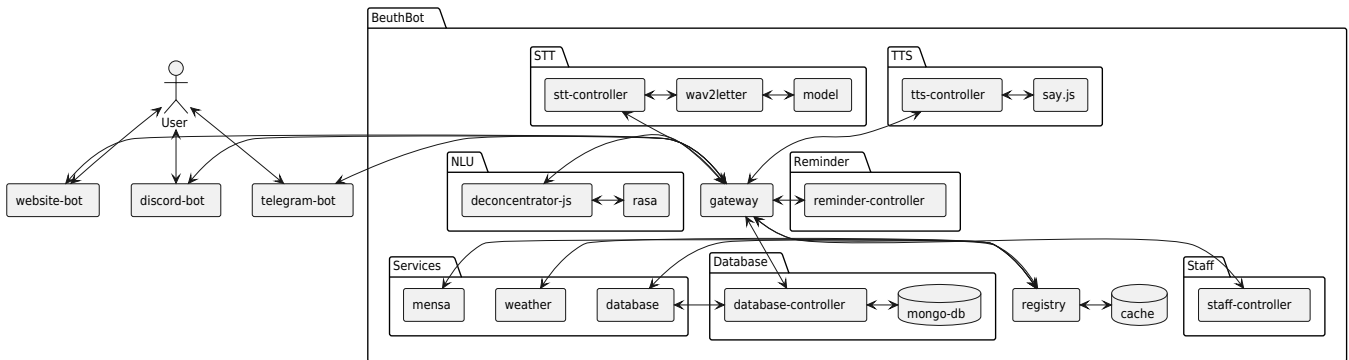 BeuthBot
STT
TTS
stt-controller
wav2letter
model
tts-controller
say.js
User
NLU
Reminder
website-bot
discord-bot
telegram-bot
deconcentrator-js
rasa
gateway
reminder-controller
Services
Database
Staff
mensa
weather
database
database-controller
mongo-db
registry
cache
staff-controller